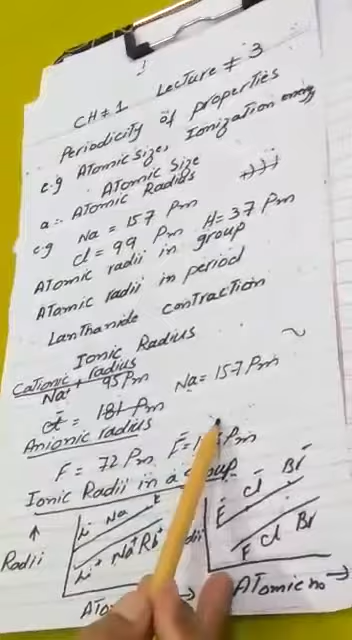 1
CH # 1 Lecture # 3
Periodicity of properties
e.g Atomic Size, Ionization energy
Atomic Size
a:- Atomic Radius
e.g Na = 157 Pm
Cl = 99 Pm H = 37 Pm
Atomic radii in group
Atomic radii in period
Lanthanide contraction
Ionic Radius
Cationic radius
Na⁺ 95 Pm Na = 157 Pm
Cl⁻ = 181 Pm
Anionic radius
F = 72 Pm F⁻ = Pm
Ionic Radii in a group
Li Na K F⁻ Cl⁻ Br⁻
Radii Li⁺ Na⁺ Rb⁺ F Cl Br
Atomic no